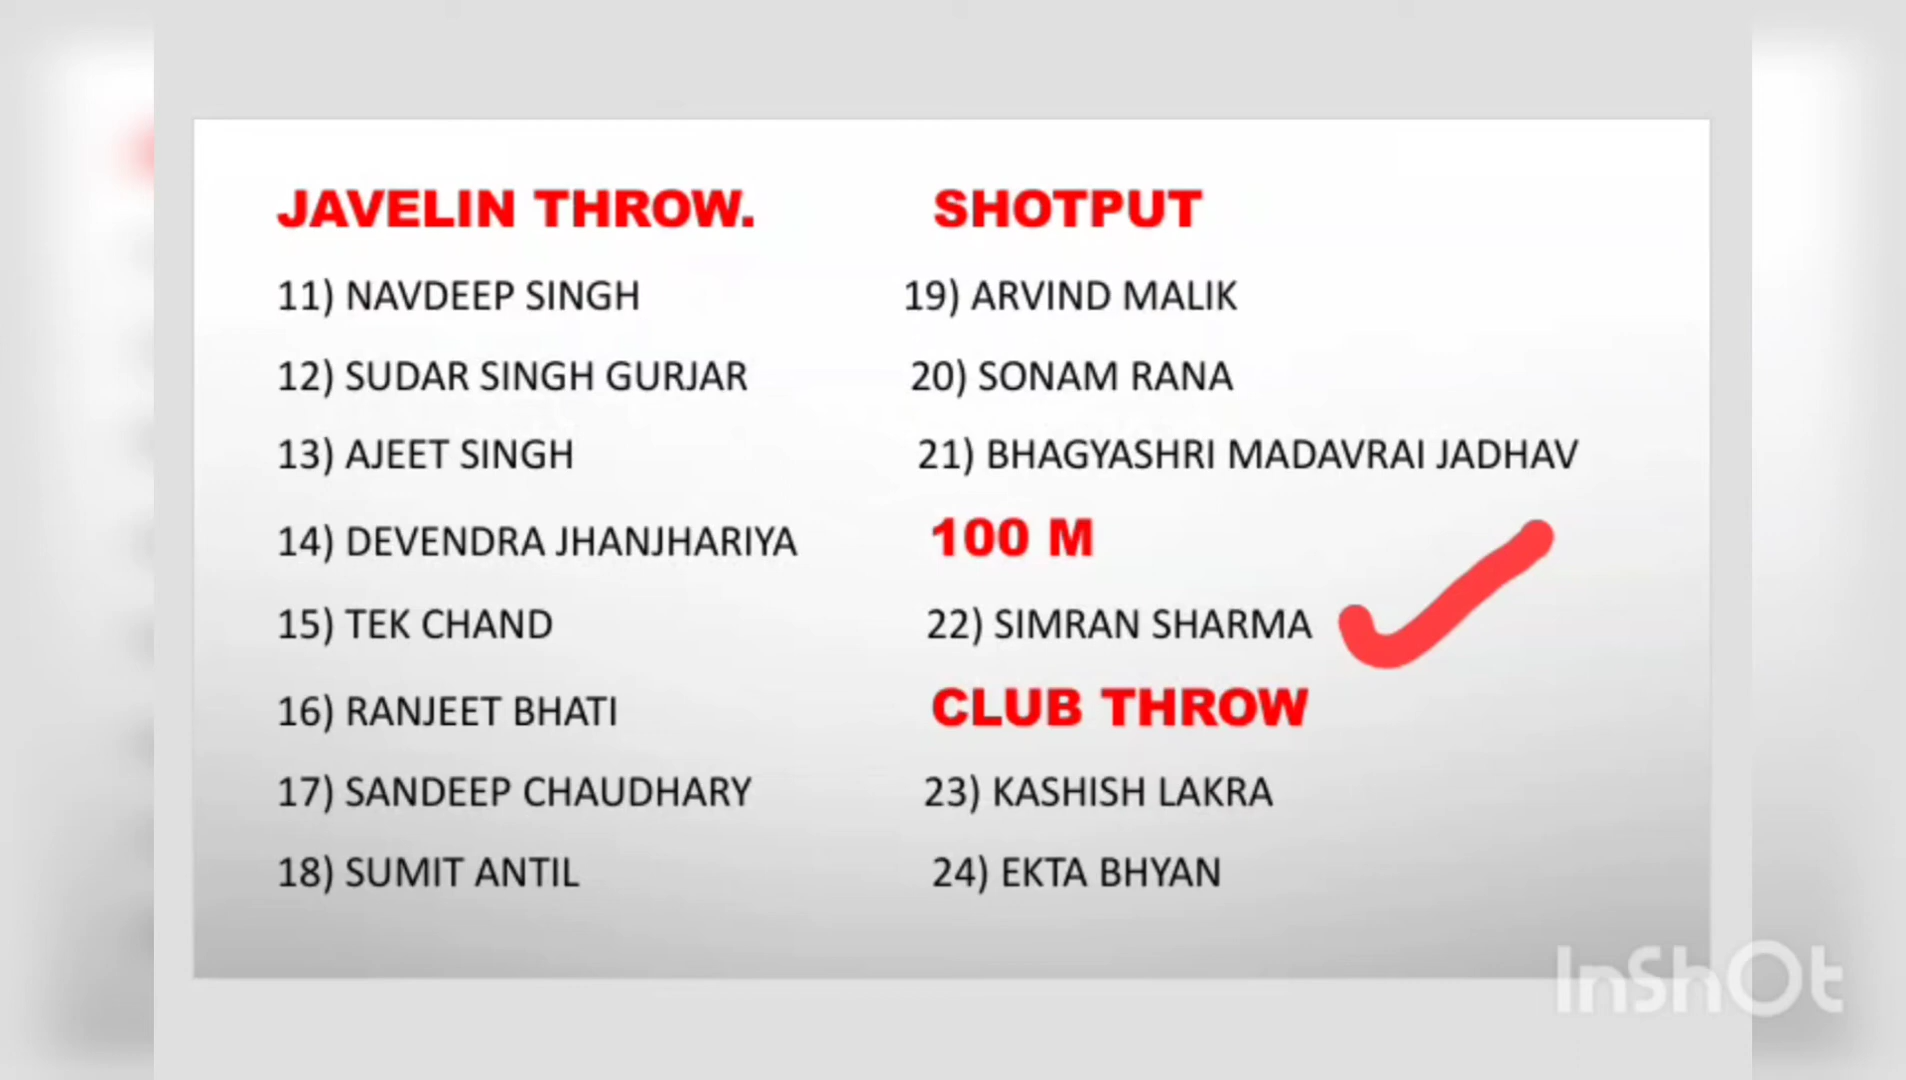 JAVELIN THROW.
11) NAVDEEP SINGH
12) SUDAR SINGH GURJAR
13) AJEET SINGH
14) DEVENDRA JHANJHARIYA
15) TEK CHAND
16) RANJEET BHATI
17) SANDEEP CHAUDHARY
18) SUMIT ANTIL
SHOTPUT
19) ARVIND MALIK
20) SONAM RANA
21) BHAGYASHRI MADAVRAI JADHAV
100 M
22) SIMRAN SHARMA
CLUB THROW
23) KASHISH LAKRA
24) EKTA BHYAN
InShOt